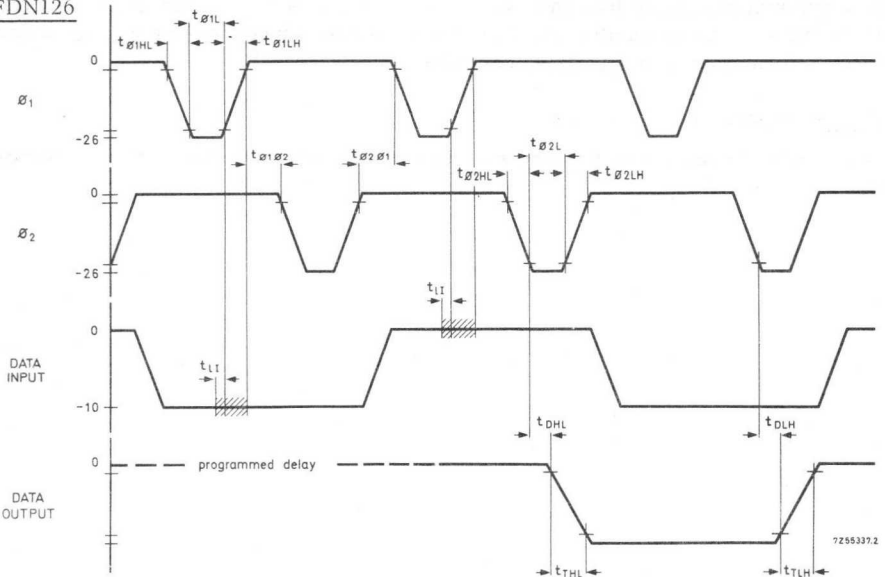 FDN126
tØ1L
tØ1HL
tØ1LH
0
Ø1
-26
tØ1Ø2
tØ2Ø1
tØ2L
tØ2HL
tØ2LH
0
Ø2
-26
tLI
0
DATA
INPUT
tLI
-10
tDHL
tDLH
0
programmed delay
DATA
OUTPUT
7Z55337.2
tTHL
tTLH